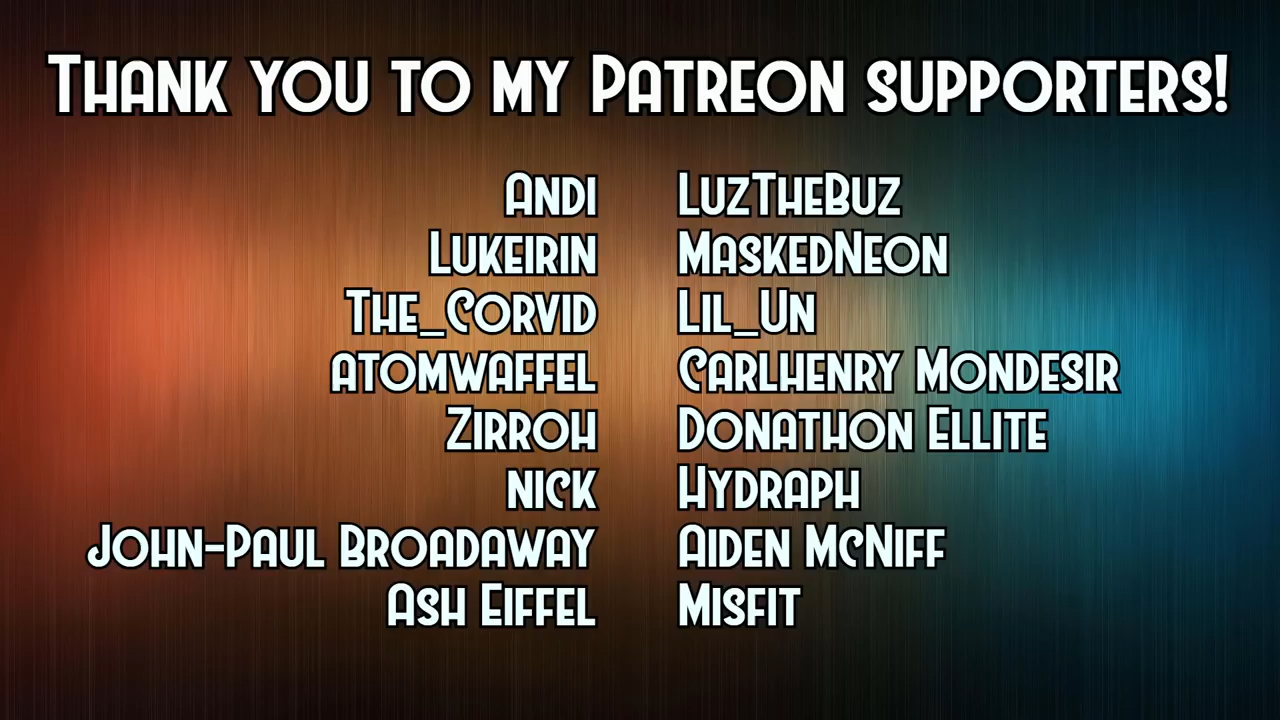 Thank you to my Patreon supporters!
Andi
Lukeirin
The_Corvid
atomwaffel
Zirroh
nick
John-Paul Broadaway
Ash Eiffel
LuzTheBuz
MaskedNeon
Lil_Un
Carlhenry Mondesir
Donathon Ellite
Hydraph
Aiden McNiff
Misfit